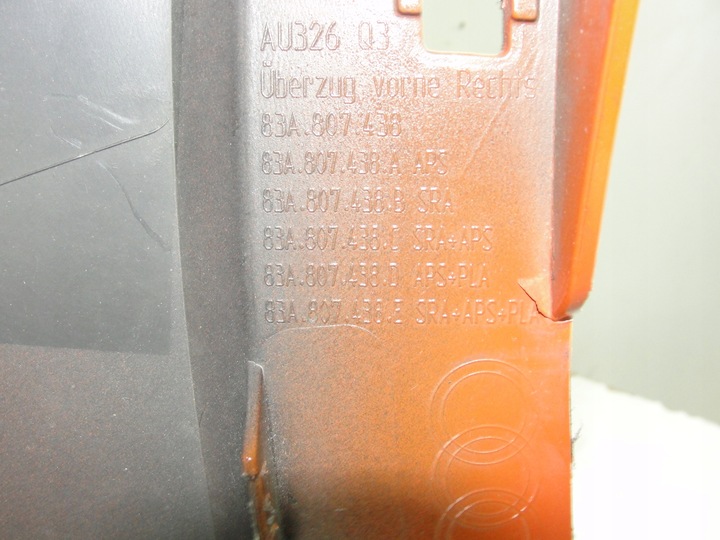 AU326 Q3
Überzug vorne Rechts
83A.807.438
83A.807.438.A APS
83A.807.438.B SRA
83A.807.438.C SRA+APS
83A.807.438.D APS+PLA
83A.807.438.E SRA+APS+PLA